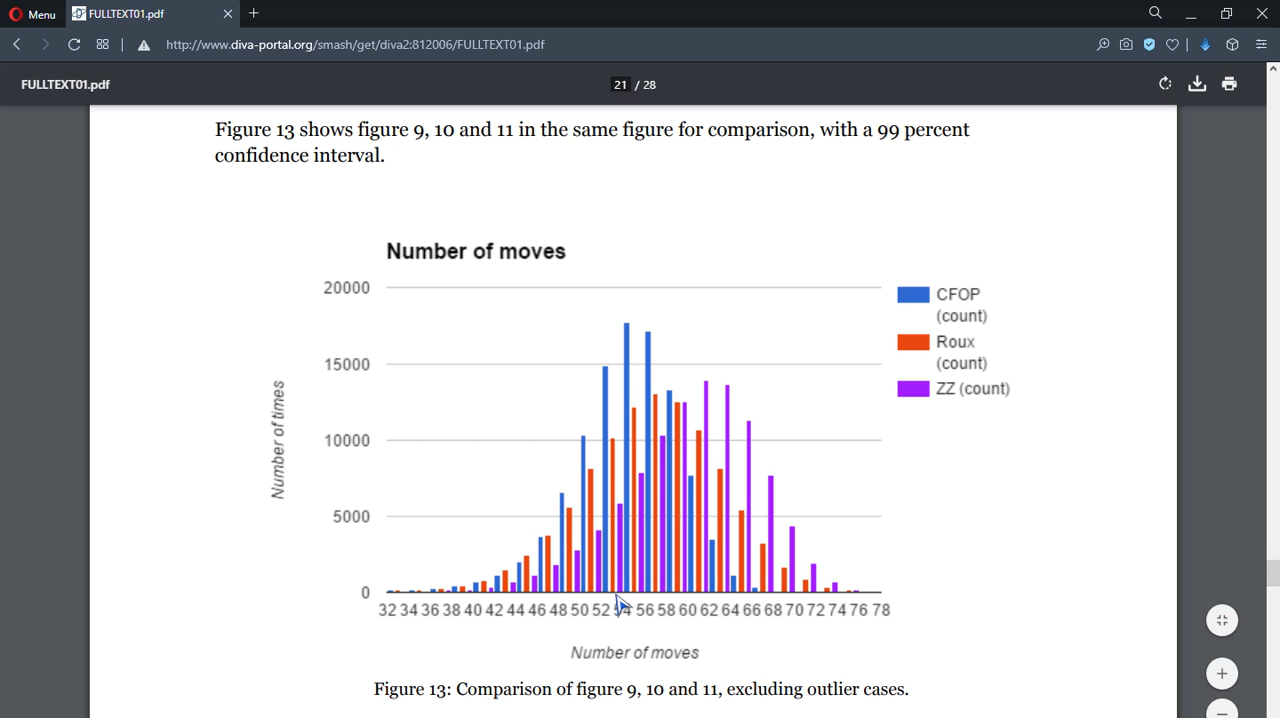 Menu
FULLTEXT01.pdf
http://www.diva-portal.org/smash/get/diva2:812006/FULLTEXT01.pdf
FULLTEXT01.pdf
21 / 28
Figure 13 shows figure 9, 10 and 11 in the same figure for comparison, with a 99 percent
confidence interval.
Number of moves
20000
15000
10000
5000
0
Number of times
32 34 36 38 40 42 44 46 48 50 52 54 56 58 60 62 64 66 68 70 72 74 76 78
Number of moves
CFOP
(count)
Roux
(count)
ZZ (count)
Figure 13: Comparison of figure 9, 10 and 11, excluding outlier cases.